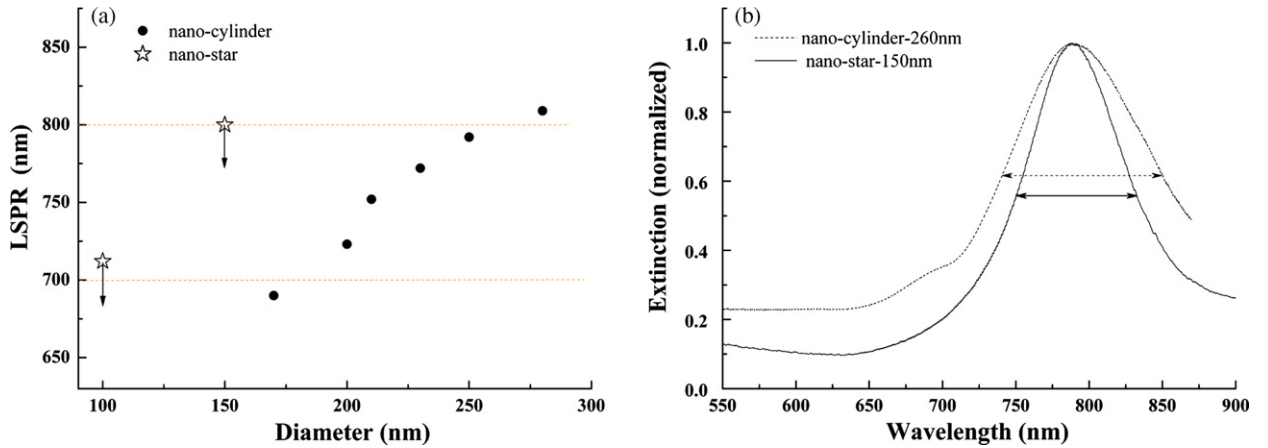 (a)
nano-cylinder
nano-star
850
800
750
700
650
LSPR (nm)
100 150 200 250 300
Diameter (nm)
(b)
nano-cylinder-260nm
nano-star-150nm
1.0
0.8
0.6
0.4
0.2
0.0
Extinction (normalized)
550 600 650 700 750 800 850 900
Wavelength (nm)